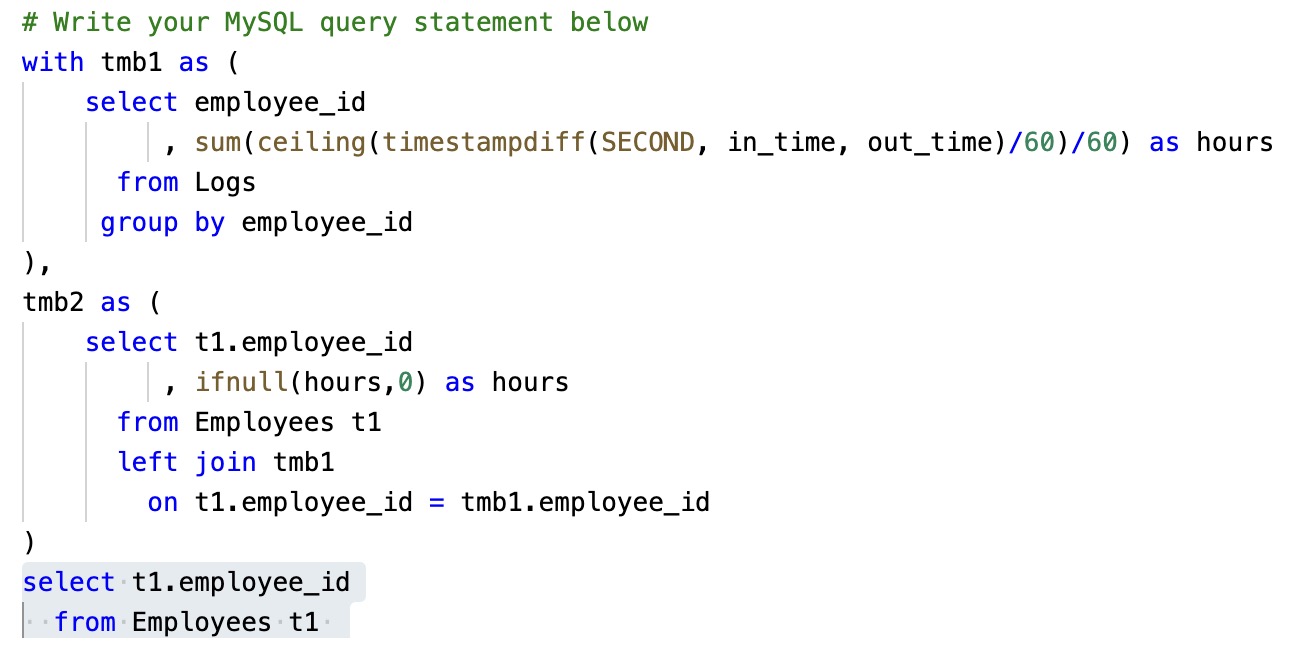 # Write your MySQL query statement below
with tmb1 as (
select employee_id
, sum(ceiling(timestampdiff(SECOND, in_time, out_time)/60)/60) as hours
from Logs
group by employee_id
),
tmb2 as (
select t1.employee_id
, ifnull(hours,0) as hours
from Employees t1
left join tmb1
on t1.employee_id = tmb1.employee_id
)
select t1.employee_id
from Employees t1